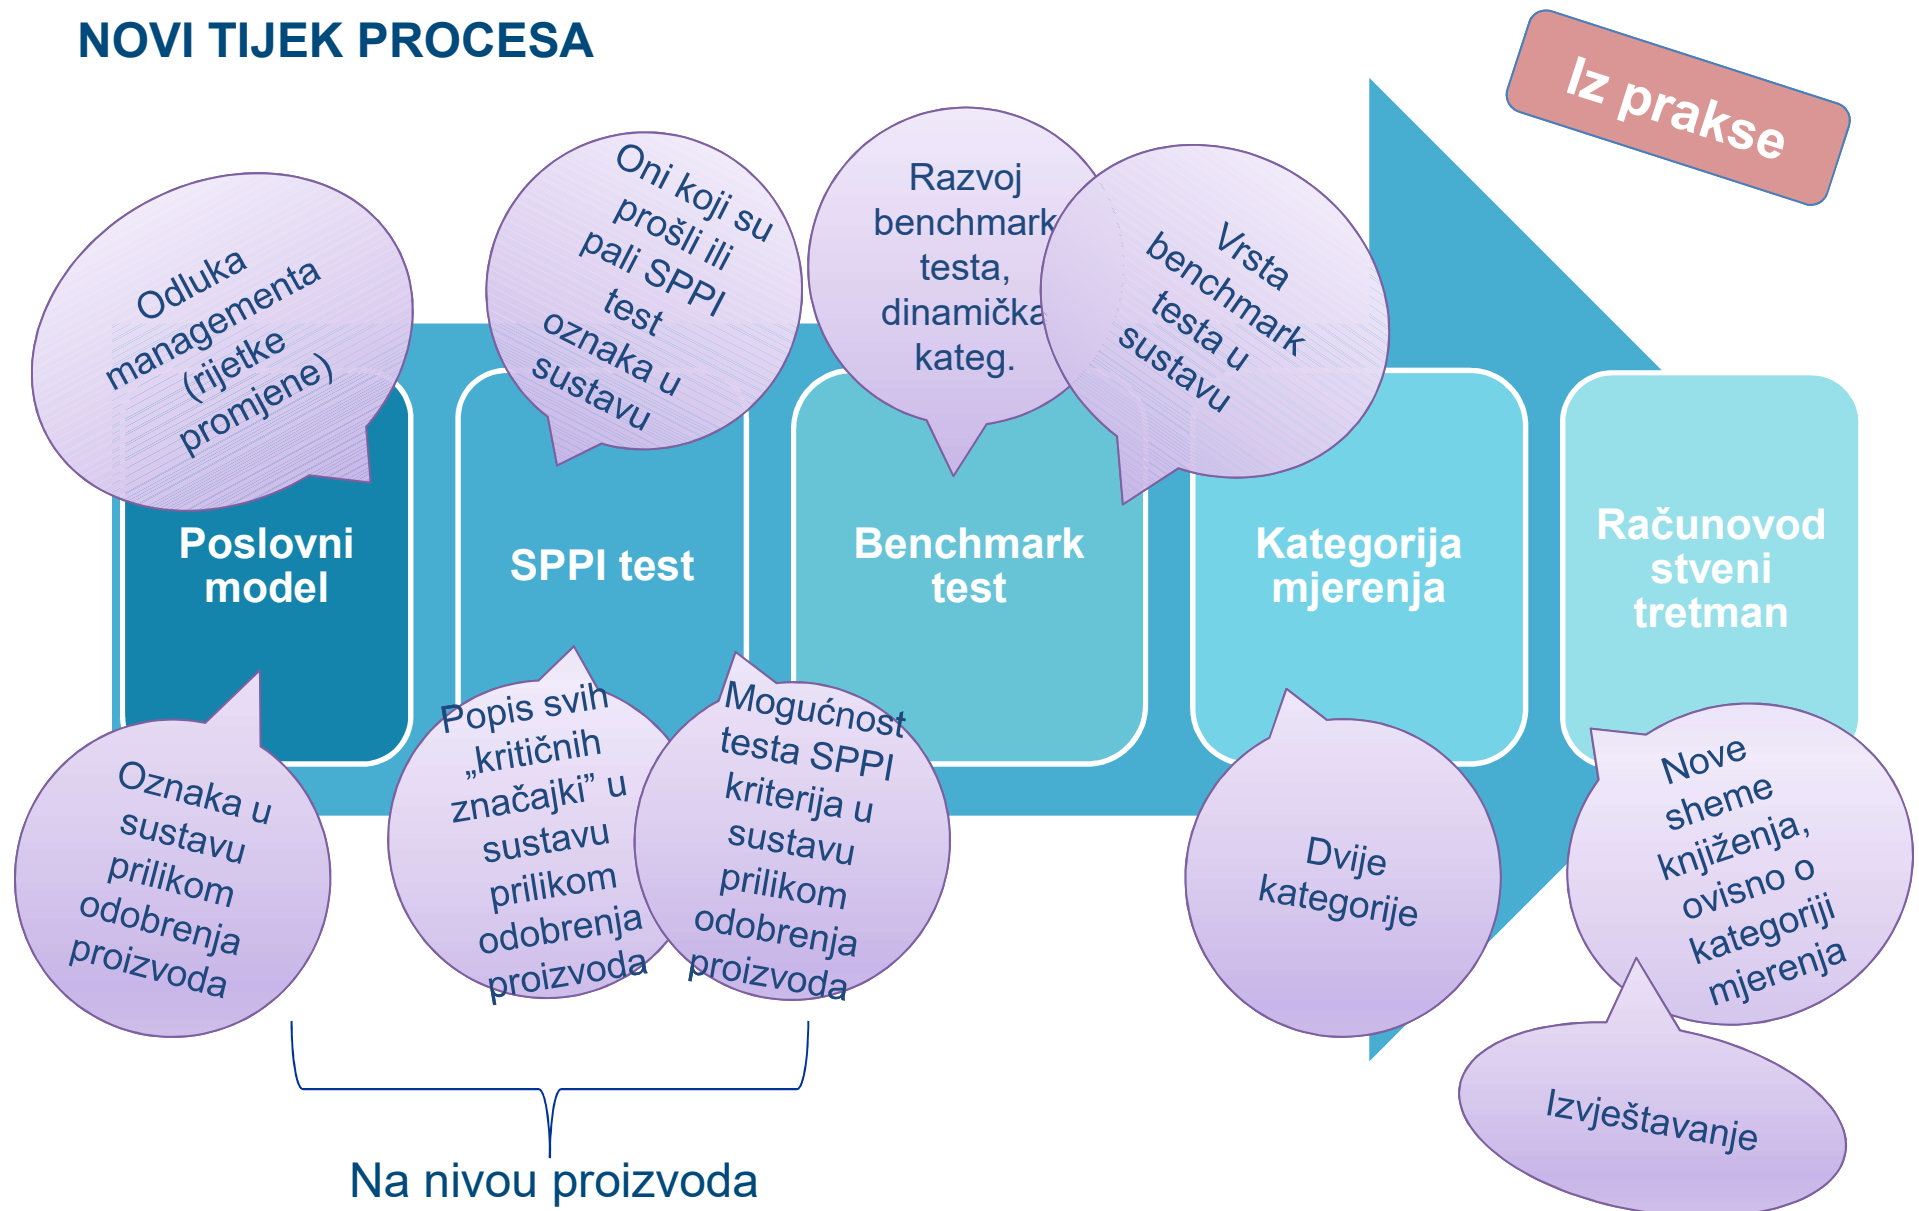 NOVI TIJEK PROCESA
Iz prakse
Odluka
managementa
(rijetke
promjene)
Oni koji su
prošli ili
pali SPPI
test
oznaka u
sustavu
Razvoj
benchmark
testa,
dinamička
kateg.
Vrsta
benchmark
testa u
sustavu
Poslovni
model
SPPI test
Benchmark
test
Kategorija
mjerenja
Računovod
stveni
tretman
Oznaka u
sustavu
prilikom
odobrenja
proizvoda
Popis svih
„kritičnih
značajki” u
sustavu
prilikom
odobrenja
proizvoda
Mogućnost
testa SPPI
kriterija u
sustavu
prilikom
odobrenja
proizvoda
Dvije
kategorije
Nove
sheme
knjiženja,
ovisno o
kategoriji
mjerenja
Izvještavanje
Na nivou proizvoda